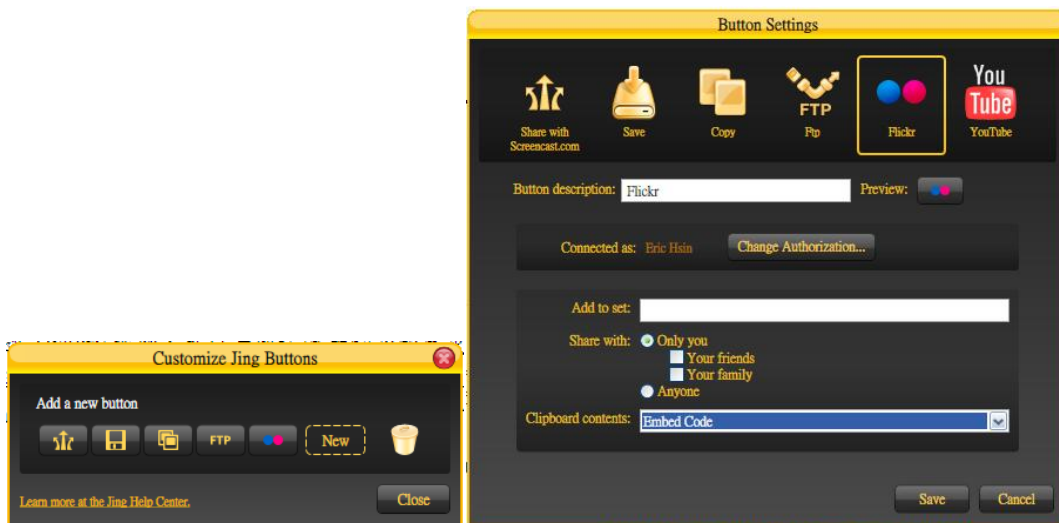 Button Settings
Share with
Screencast.com
Save
Copy
FTP
Ftp
Flickr
You
Tube
YouTube
Button description: Flickr
Preview:
Connected as: Eric Hsin
Change Authorization...
Add to set:
Share with: Only you
Your friends
Your family
Anyone
Clipboard contents: Embed Code
Save
Cancel
Customize Jing Buttons
Add a new button
FTP
New
Learn more at the Jing Help Center.
Close